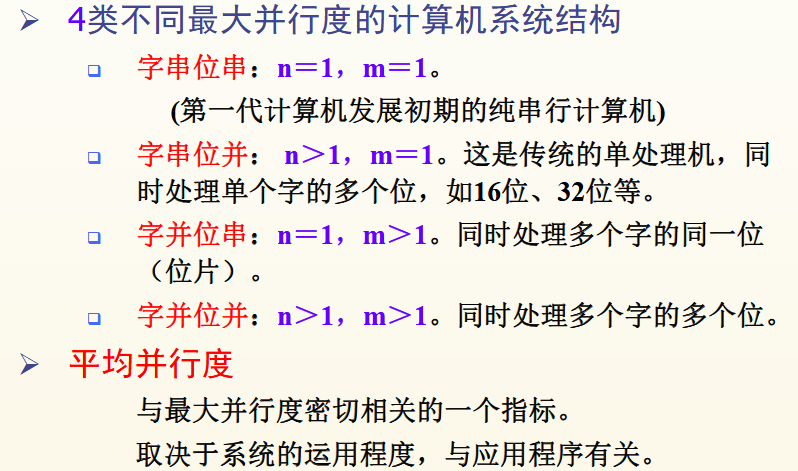 4类不同最大并行度的计算机系统结构
字串位串：n＝1，m＝1。
(第一代计算机发展初期的纯串行计算机)
字串位并： n＞1，m＝1。这是传统的单处理机，同
时处理单个字的多个位，如16位、32位等。
字并位串：n＝1，m＞1。同时处理多个字的同一位
（位片）。
字并位并：n＞1，m＞1。同时处理多个字的多个位。
平均并行度
与最大并行度密切相关的一个指标。
取决于系统的运用程度，与应用程序有关。